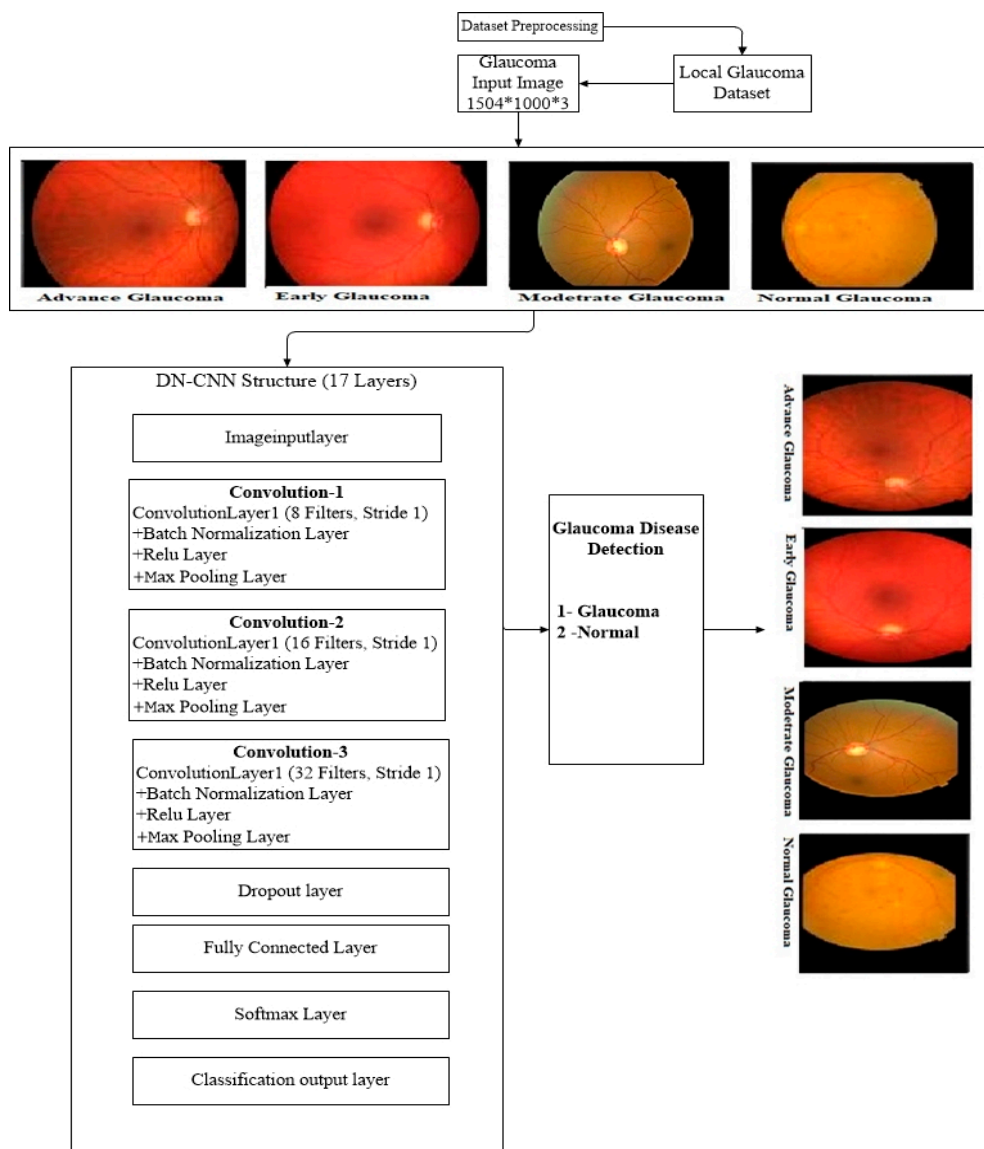 Dataset Preprocessing
Glaucoma
Input Image
1504*1000*3
Local Glaucoma
Dataset
Advance Glaucoma
Early Glaucoma
Modetrate Glaucoma
Normal Glaucoma
DN-CNN Structure (17 Layers)
Imageinputlayer
Convolution-1
ConvolutionLayer1 (8 Filters, Stride 1)
+Batch Normalization Layer
+Relu Layer
+Max Pooling Layer
Convolution-2
ConvolutionLayer1 (16 Filters, Stride 1)
+Batch Normalization Layer
+Relu Layer
+Max Pooling Layer
Convolution-3
ConvolutionLayer1 (32 Filters, Stride 1)
+Batch Normalization Layer
+Relu Layer
+Max Pooling Layer
Dropout layer
Fully Connected Layer
Softmax Layer
Classification output layer
Glaucoma Disease
Detection
1- Glaucoma
2 -Normal
Advance Glaucoma
Early Glaucoma
Modetrate Glaucoma
Normal Glaucoma